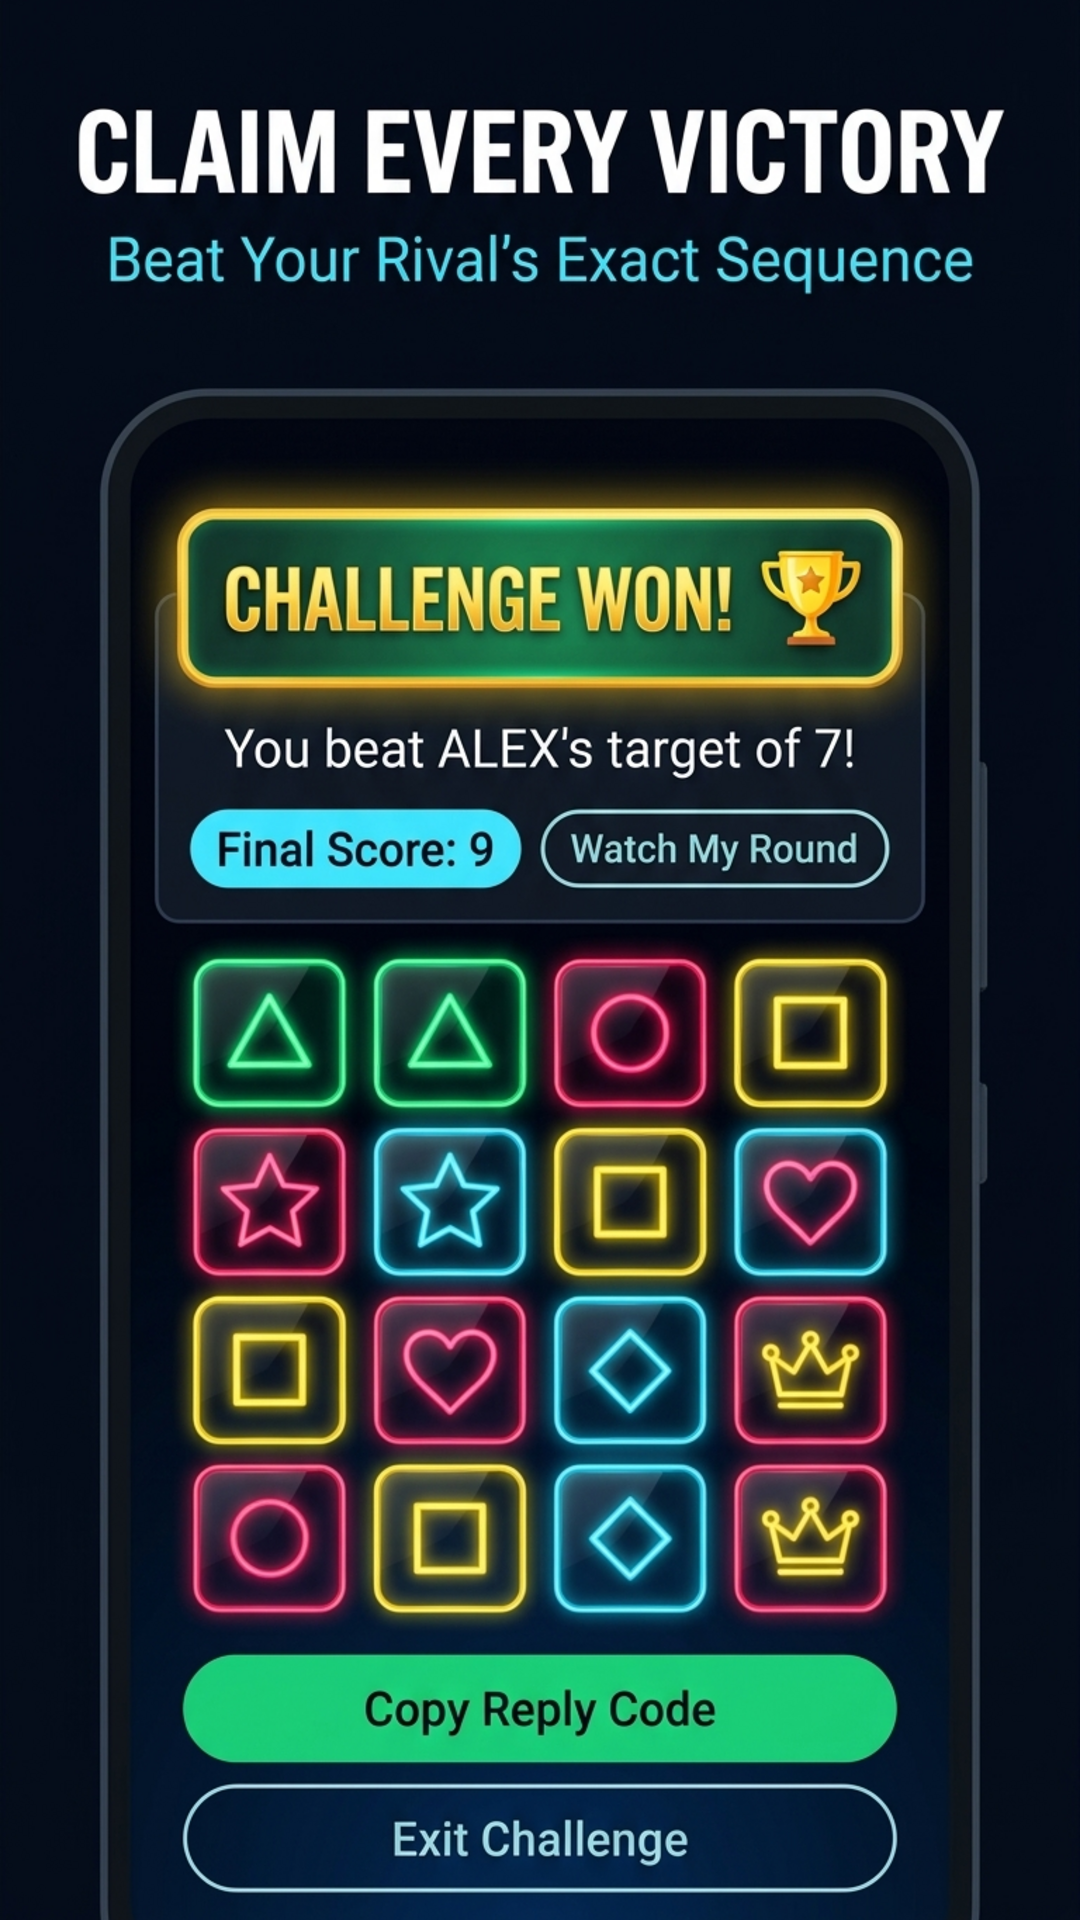 CLAIM EVERY VICTORY
Beat Your Rival’s Exact Sequence
CHALLENGE WON!
You beat ALEX's target of 7!
Final Score: 9
Watch My Round
Copy Reply Code
Exit Challenge